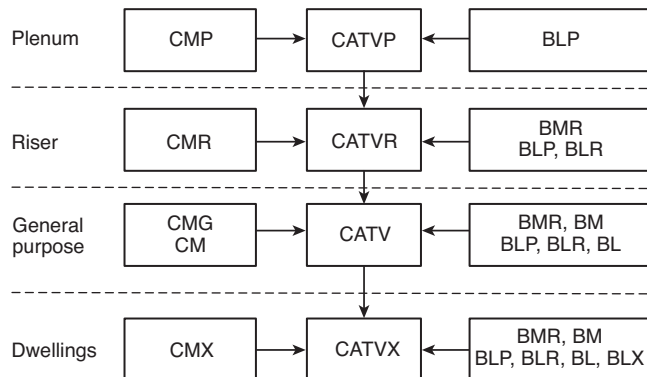 Plenum
CMP
CATVP
BLP
Riser
CMR
CATVR
BMR
BLP, BLR
General
purpose
CMG
CM
CATV
BMR, BM
BLP, BLR, BL
Dwellings
CMX
CATVX
BMR, BM
BLP, BLR, BL, BLX